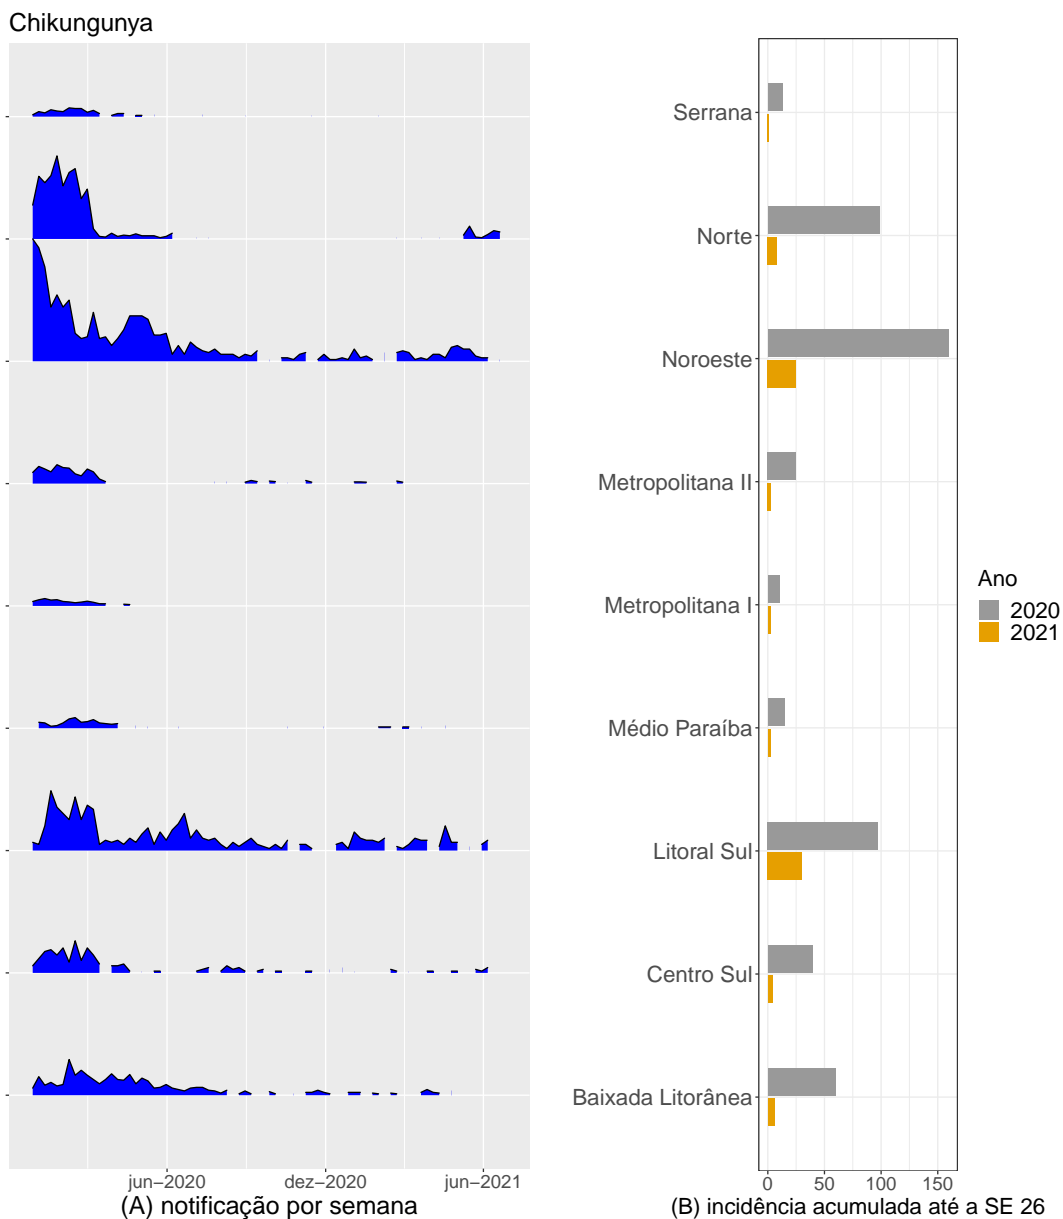 Chikungunya
Serrana
Norte
Noroeste
Metropolitana II
Metropolitana I
Médio Paraíba
Litoral Sul
Centro Sul
Baixada Litorânea
Ano
2020
2021
jun−2020
dez−2020
jun−2021
0
50
100
150
(A) notificação por semana
(B) incidência acumulada até a SE 26